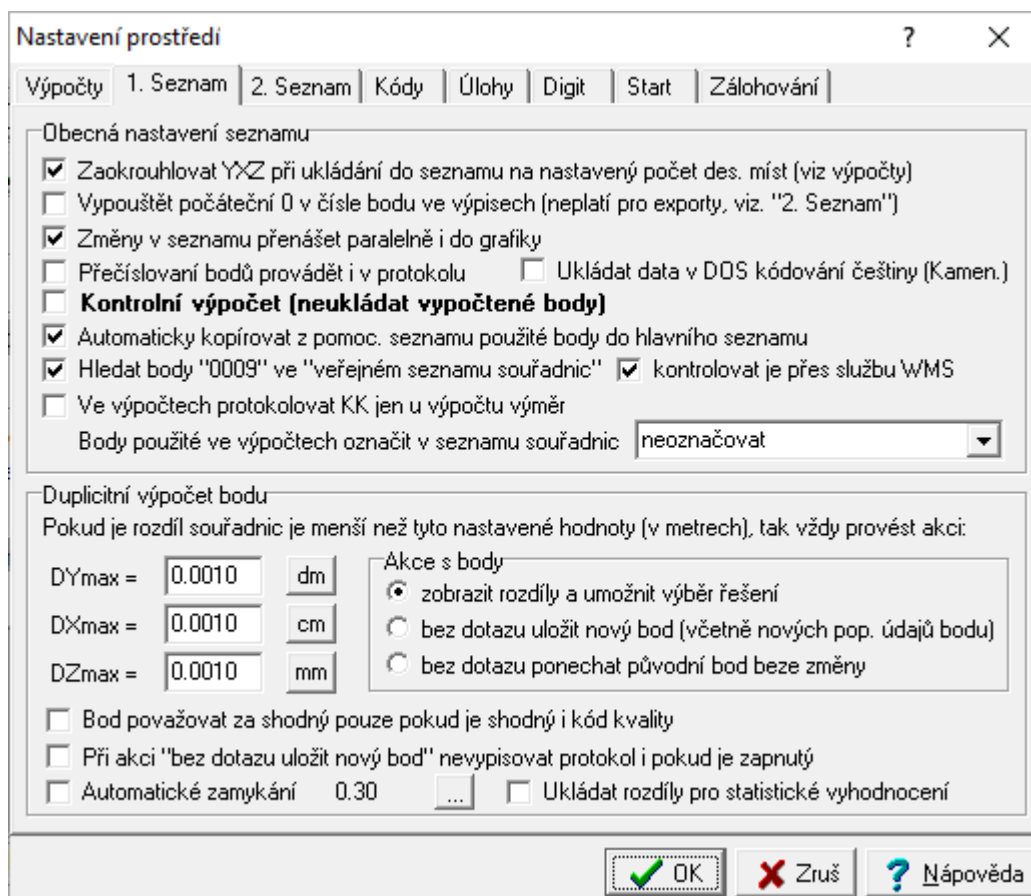 Nastavení prostředí
?
Výpočty 1. Seznam 2. Seznam Kódy Úlohy Digit Start Zálohování
Obecná nastavení seznamu
Zaokrouhlovat YXZ při ukládání do seznamu na nastavený počet des. míst (viz výpočty)
Vypouštět počáteční 0 v čísle bodu ve výpisech (neplatí pro exporty, viz. "2. Seznam")
Změny v seznamu přenášet paralelně i do grafiky
Přečíslovaní bodů provádět i v protokolu Ukládat data v DOS kódování češtiny (Kamen.)
Kontrolní výpočet (neukládat vypočtené body)
Automaticky kopírovat z pomoc. seznamu použité body do hlavního seznamu
Hledat body "0009" ve "veřejném seznamu souřadnic" kontrolovat je přes službu WMS
Ve výpočtech protokolovat KK jen u výpočtu výměr
Body použité ve výpočtech označit v seznamu souřadnic neoznačovat
Duplicitní výpočet bodu
Pokud je rozdíl souřadnic je menší než tyto nastavené hodnoty (v metrech), tak vždy provést akci:
Akce s body
DYmax = 0.0010 dm zobrazit rozdíly a umožnit výběr řešení
DXmax = 0.0010 cm bez dotazu uložit nový bod (včetně nových pop. údajů bodu)
DZmax = 0.0010 mm bez dotazu ponechat původní bod beze změny
Bod považovat za shodný pouze pokud je shodný i kód kvality
Při akci "bez dotazu uložit nový bod" nevypisovat protokol i pokud je zapnutý
Automatické zamykání 0.30 ... Ukládat rozdíly pro statistické vyhodnocení
OK Zruš Nápověda